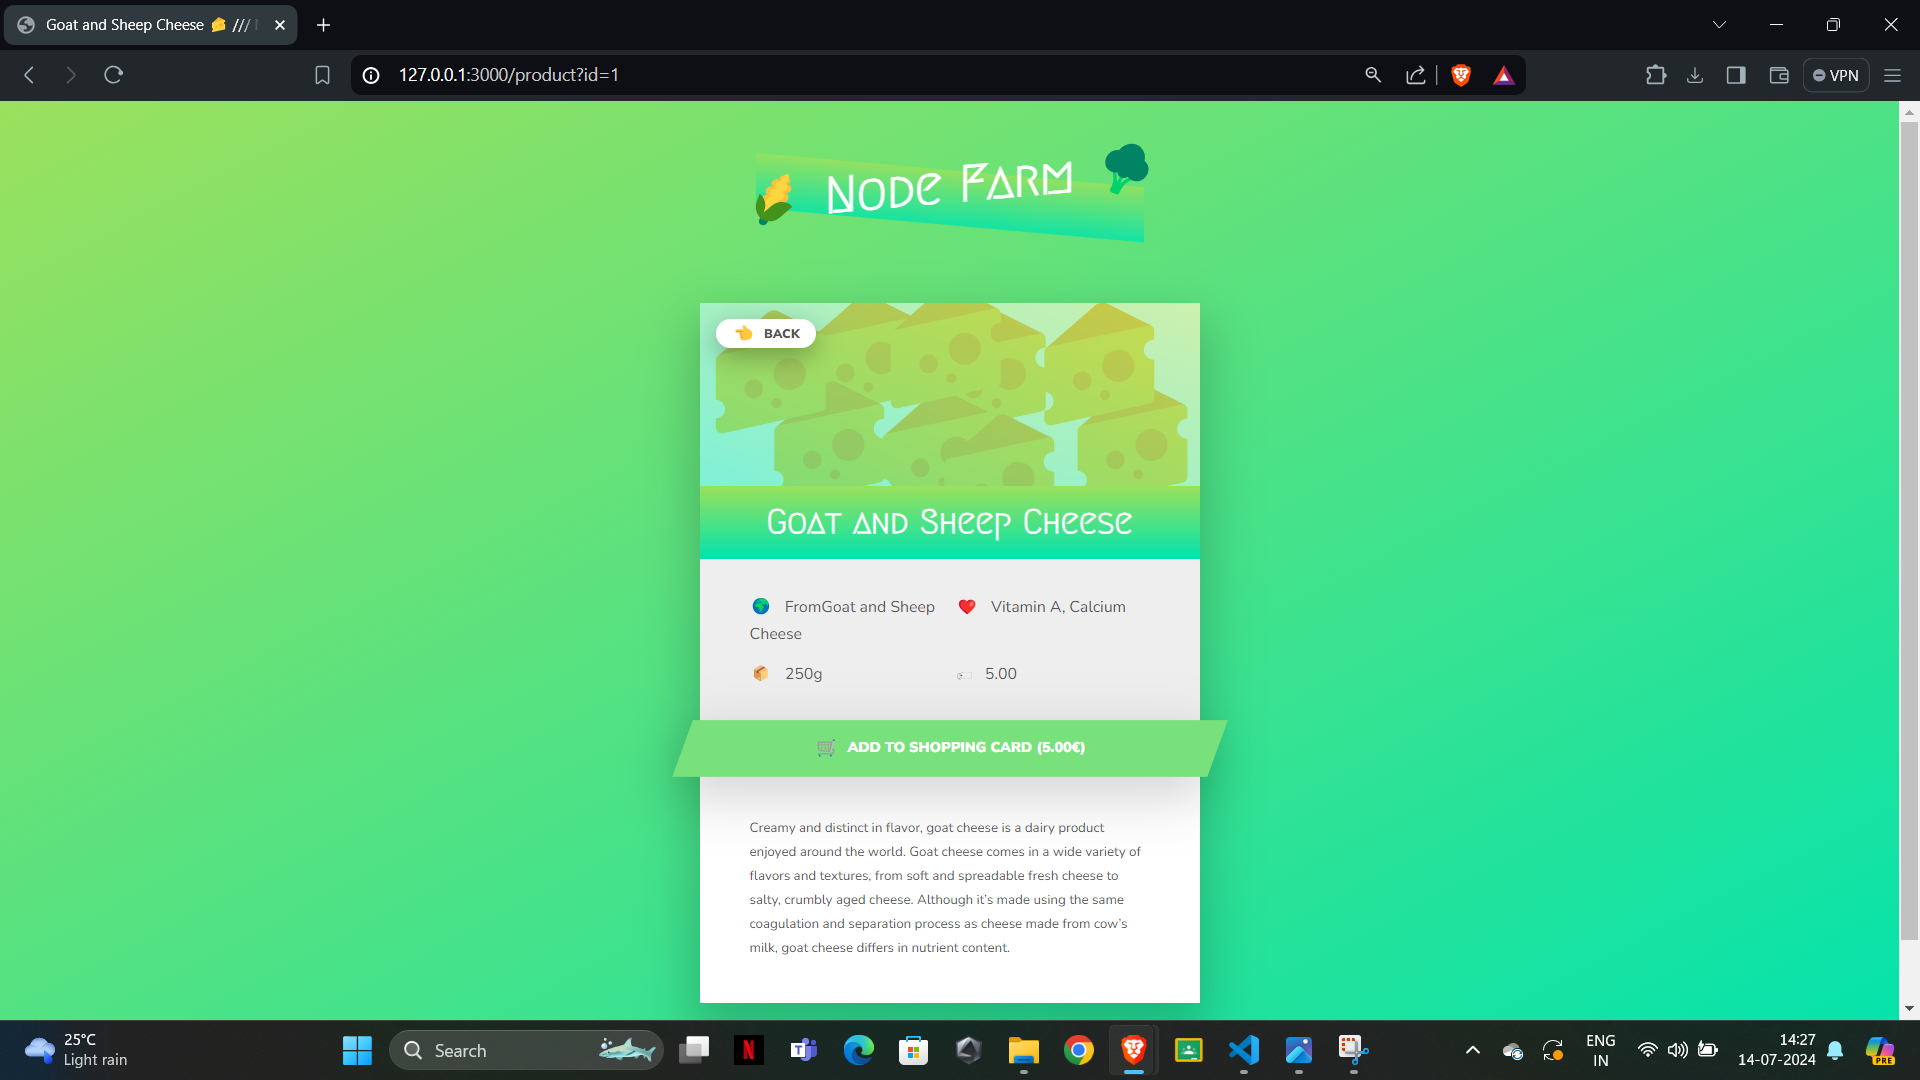 Goat and Sheep Cheese 🧀 ///
127.0.0.1:3000/product?id=1
VPN
Node Farm
BACK
Goat and Sheep Cheese
FromGoat and Sheep
Cheese
Vitamin A, Calcium
250g
5.00
ADD TO SHOPPING CARD (5.00€)
Creamy and distinct in flavor, goat cheese is a dairy product
enjoyed around the world. Goat cheese comes in a wide variety of
flavors and textures, from soft and spreadable fresh cheese to
salty, crumbly aged cheese. Although it’s made using the same
coagulation and separation process as cheese made from cow’s
milk, goat cheese differs in nutrient content.
25°C
Light rain
Search
N
T
ENG
IN
14:27
14-07-2024
PRE